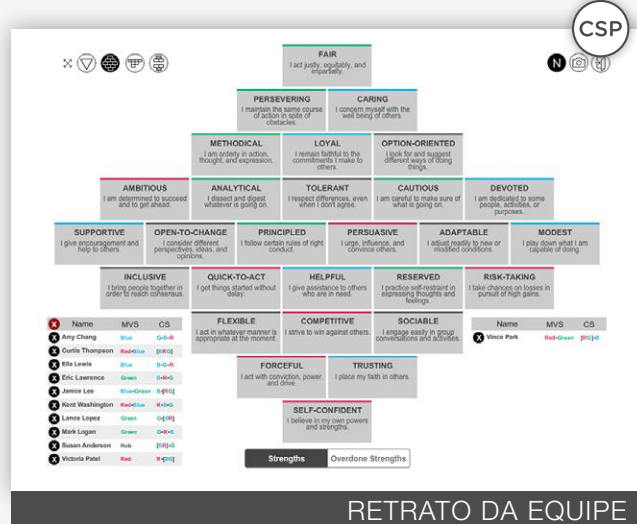 CSP
N
FAIR
I act justly, equitably, and
impartially.
PERSEVERING
I maintain the same course
of action in spite of
obstacles.
CARING
I concern myself with the
well being of others.
METHODICAL
I am orderly in action,
thought, and expression.
LOYAL
I remain faithful to the
commitments I make to
others.
OPTION-ORIENTED
I look for and suggest
different ways of doing
things.
AMBITIOUS
I am determined to succeed
and to get ahead.
ANALYTICAL
I dissect and digest
whatever is going on.
TOLERANT
I respect differences, even
when I don't agree.
CAUTIOUS
I am careful to make sure of
what is going on.
DEVOTED
I am dedicated to some
people, activities, or
purposes.
SUPPORTIVE
I give encouragement and
help to others.
OPEN-TO-CHANGE
I consider different
perspectives, ideas, and
opinions.
PRINCIPLED
I follow certain rules of right
conduct.
PERSUASIVE
I urge, influence, and
convince others.
ADAPTABLE
I adjust readily to new or
modified conditions.
MODEST
I play down what I am
capable of doing.
INCLUSIVE
I bring people together in
order to reach consensus.
QUICK-TO-ACT
I get things started without
delay.
HELPFUL
I give assistance to others
who are in need.
RESERVED
I practice self-restraint in
expressing thoughts and
feelings.
RISK-TAKING
I take chances on losses in
pursuit of high gains.
FLEXIBLE
I act in whatever manner is
appropriate at the moment.
COMPETITIVE
I strive to win against others.
SOCIABLE
I engage easily in group
conversations and activities.
FORCEFUL
I act with conviction, power,
and drive.
TRUSTING
I place my faith in others.
SELF-CONFIDENT
I believe in my own powers
and strengths.
X Name MVS CS
X Amy Chang Blue
X Curtis Thompson Red-Blue [BRG]
X Ella Lewis Blue B-G-R
X Eric Lawrence Green
X Janice Lee Blue-Green B-[RG]
X Kent Washington Red-Blue
X Lance Lopez Green G-[BR]
X Mark Logan Green G-R-B
X Susan Anderson Hub [BR]-G
X Victoria Patel Red R-[BG]
Name MVS CS
X Vince Park Red-Green [RG]-B
Strengths Overdone Strengths
RETRATO DA EQUIPE